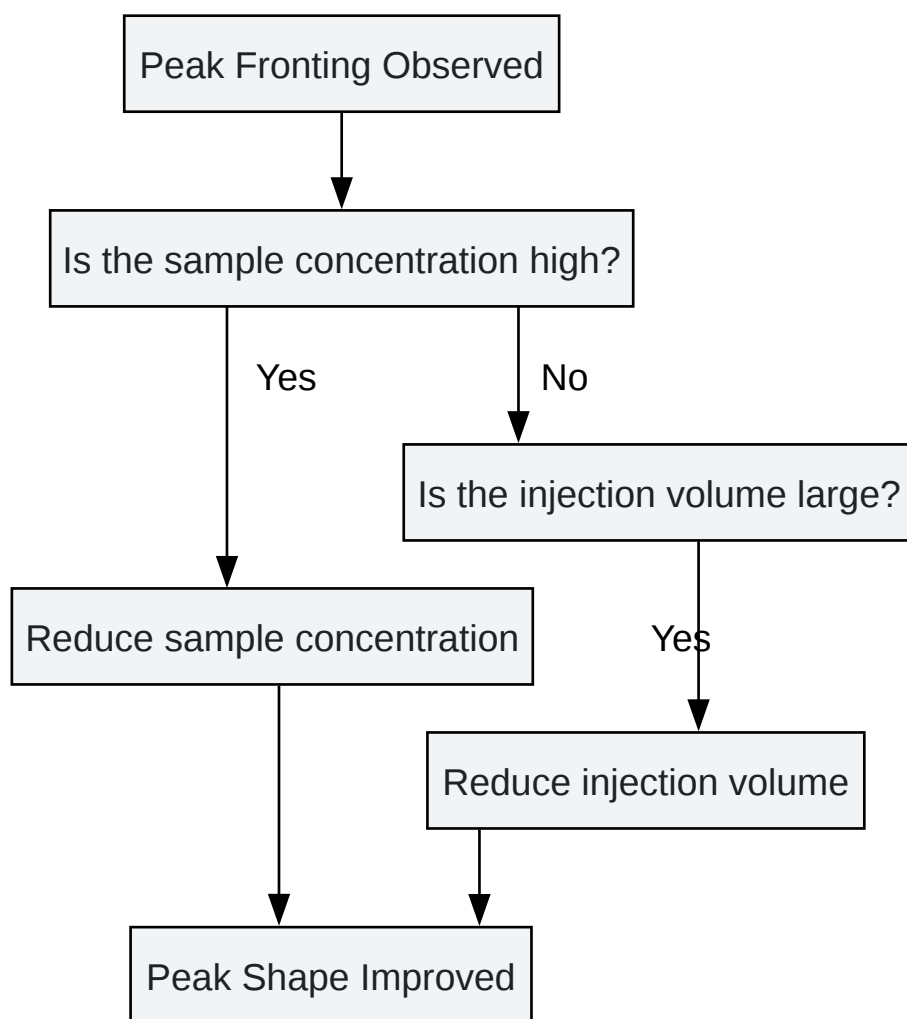 Peak Fronting Observed
Is the sample concentration high?
Yes
No
Is the injection volume large?
Reduce sample concentration
Yes
Reduce injection volume
Peak Shape Improved